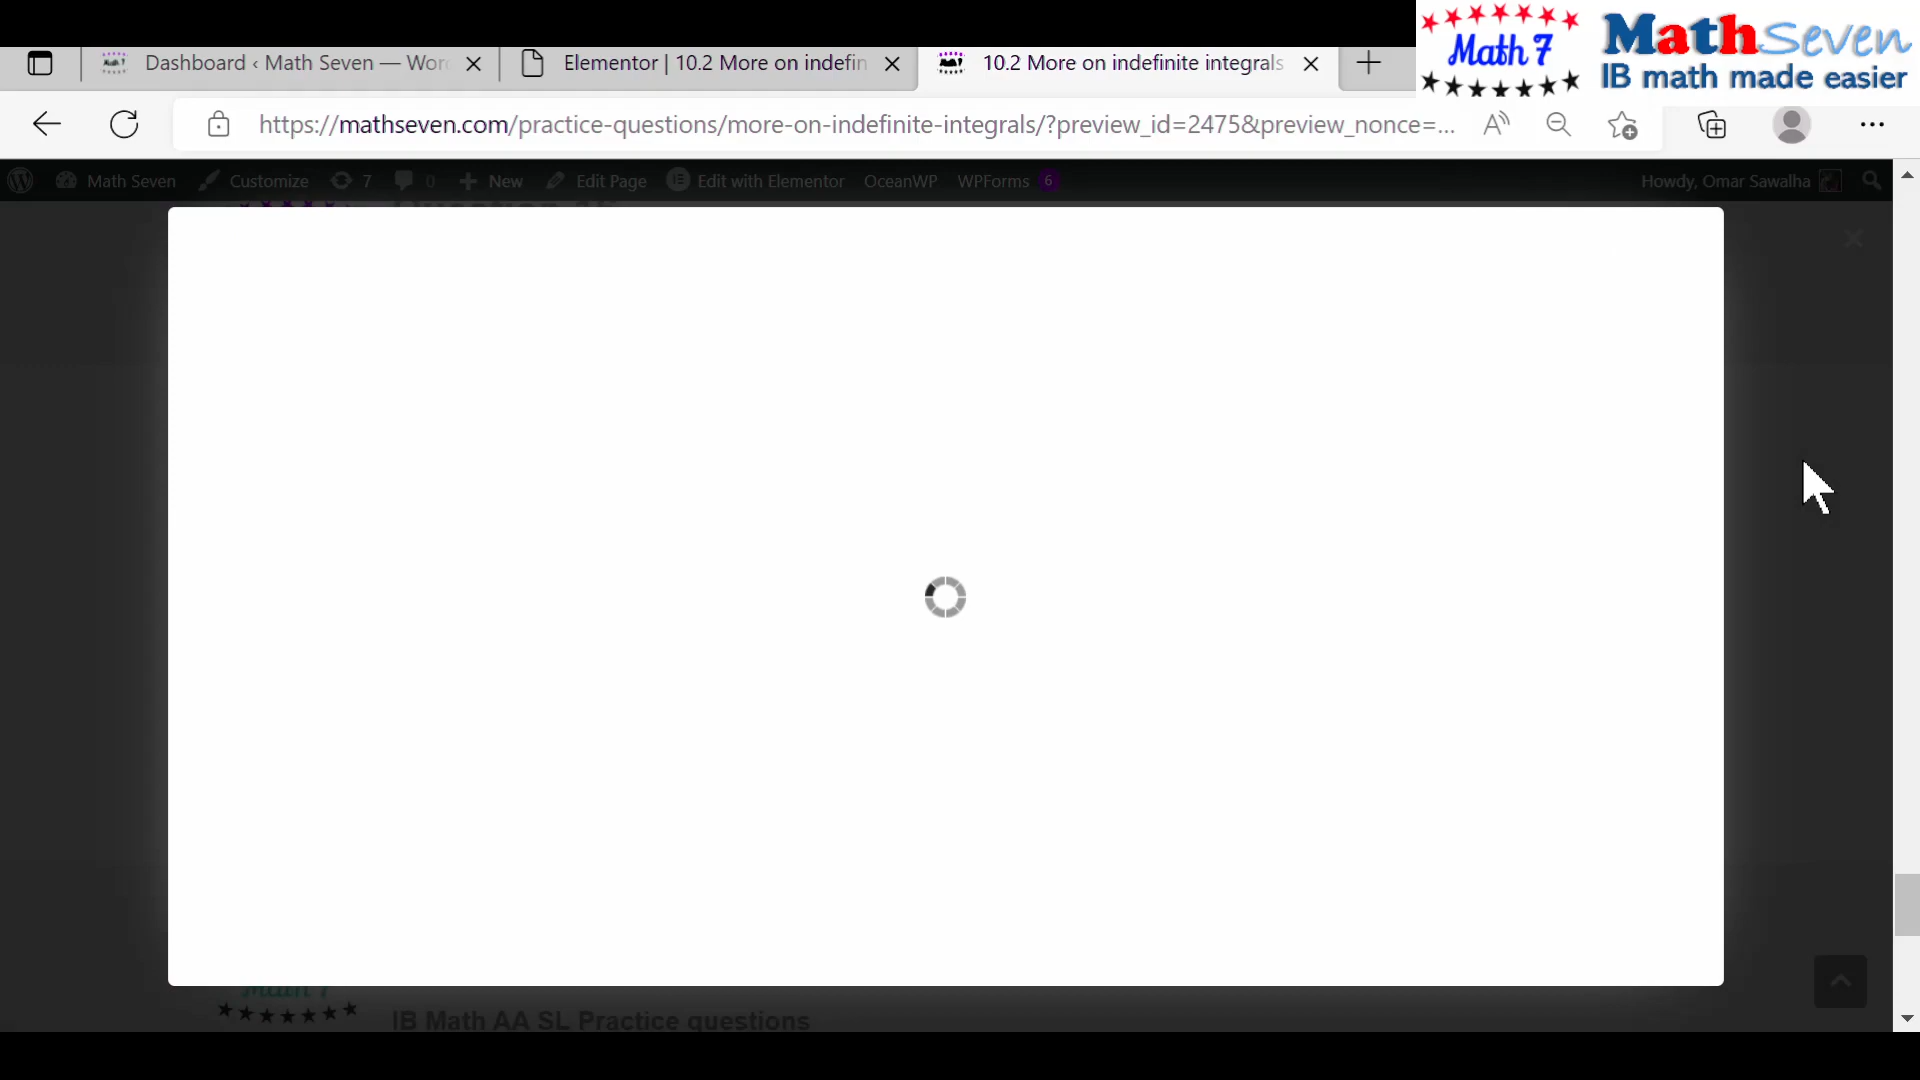 Math 7
MathSeven
IB math made easier
Dashboard ‹ Math Seven — Wor
Elementor | 10.2 More on indefin
10.2 More on indefinite integrals
https://mathseven.com/practice-questions/more-on-indefinite-integrals/?preview_id=2475&preview_nonce=...
Math Seven
Customize
7
0
New
Edit Page
Edit with Elementor
OceanWP
WPForms 6
Howdy, Omar Sawalha
Math 7
IB Math AA SL Practice questions